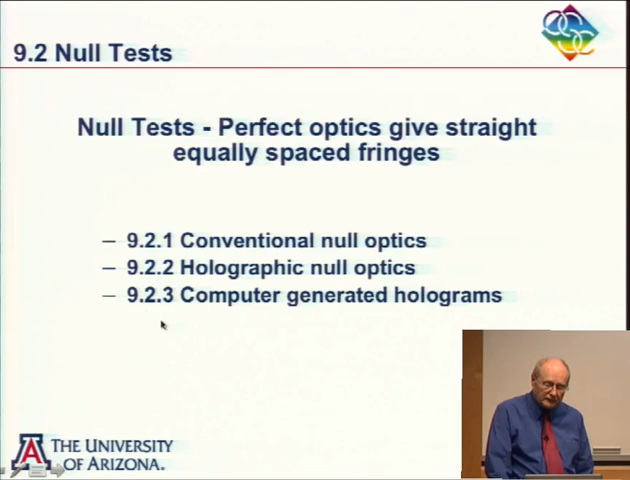 9.2 Null Tests
Null Tests - Perfect optics give straight
equally spaced fringes
– 9.2.1 Conventional null optics
– 9.2.2 Holographic null optics
– 9.2.3 Computer generated holograms
A
THE UNIVERSITY
OF ARIZONA.